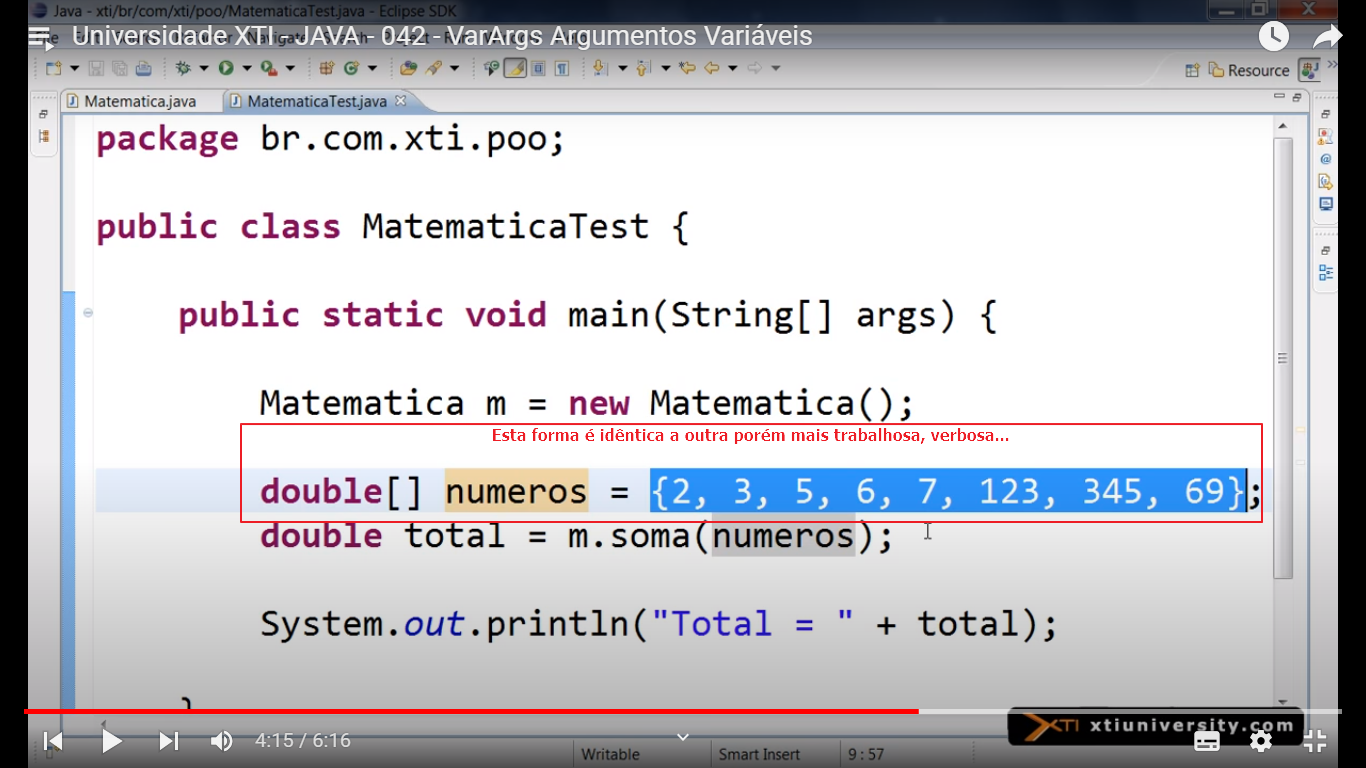 Java - xti/br/com/xti/poo/MatematicaTest.java - Eclipse SDK
Universidade XTI - JAVA - 042 - VarArgs Argumentos Variáveis
Resource
Matematica.java
MatematicaTest.java
package br.com.xti.poo;
public class MatematicaTest {
public static void main(String[] args) {
Matematica m = new Matematica();
Esta forma é idêntica a outra porém mais trabalhosa, verbosa...
double[] numeros = {2, 3, 5, 6, 7, 123, 345, 69};
double total = m.soma(numeros);
System.out.println("Total = " + total);
}
XTI xtiuniversity.com
4:15 / 6:16
Writable
Smart Insert
9 : 57